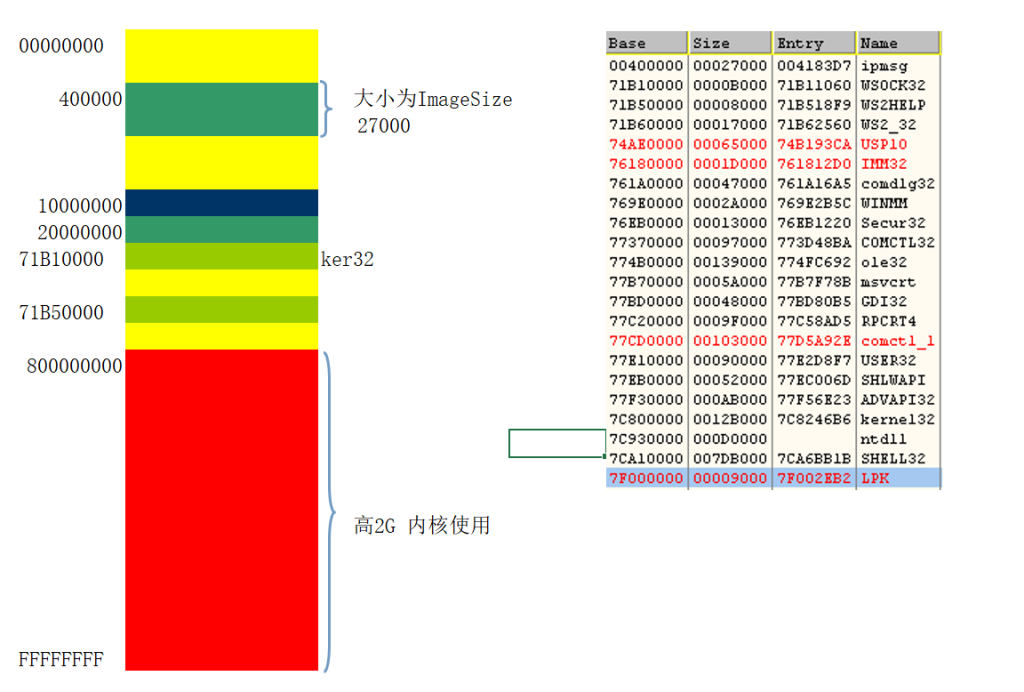 00000000
400000
大小为ImageSize
27000
10000000
20000000
71B10000
ker32
71B50000
800000000
高2G 内核使用
FFFFFFFF
Base Size Entry Name
00400000 00027000 004183D7 ipmsg
71B10000 0000B000 71B11060 WSOCK32
71B50000 00008000 71B518F9 WS2HELP
71B60000 00017000 71B62560 WS2_32
74AE0000 00065000 74B193CA USP10
76180000 0001D000 761812D0 IMM32
761A0000 00047000 761A16A5 comdlg32
769E0000 0002A000 769E2B5C WINMM
76EB0000 00013000 76EB1220 Secur32
77370000 00097000 773D48BA COMCTL32
774B0000 00139000 774FC692 ole32
77B70000 0005A000 77B7F78B msvcrt
77BD0000 00048000 77BD80B5 GDI32
77C20000 0009F000 77C58AD5 RPCRT4
77CD0000 00103000 77D5A92E comctl_1
77E10000 00090000 77E2D8F7 USER32
77EB0000 00052000 77EC006D SHLWAPI
77F30000 000AB000 77F56E23 ADVAPI32
7C800000 0012B000 7C8246B6 kernel32
7C930000 000D0000 ntdll
7CA10000 007DB000 7CA6BB1B SHELL32
7F000000 00009000 7F002EB2 LPK